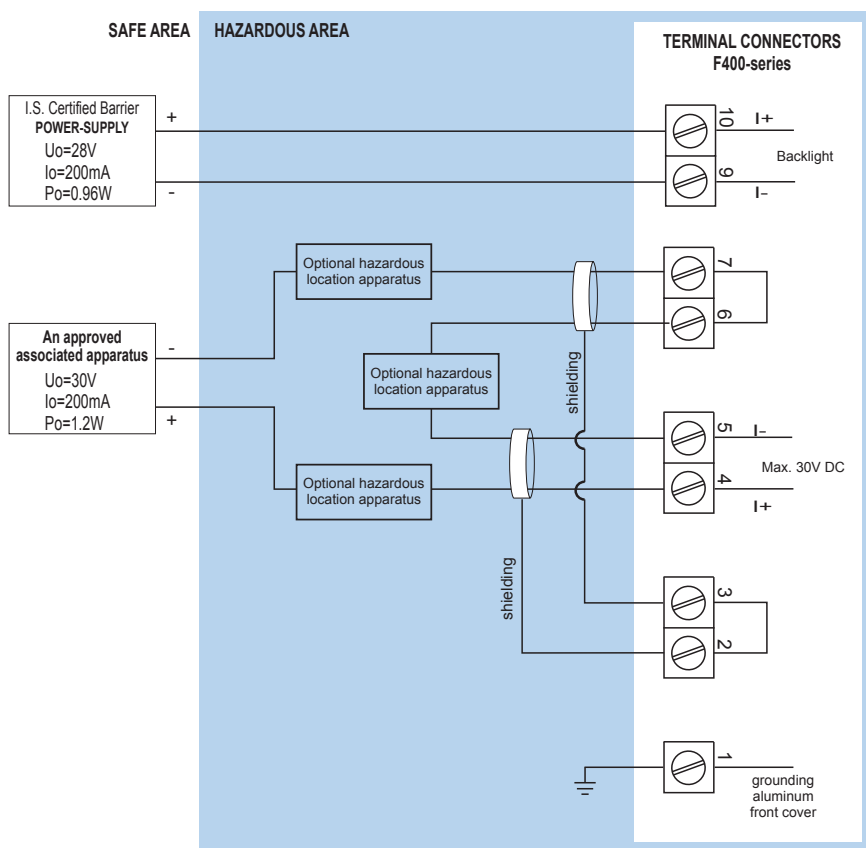 SAFE AREA
HAZARDOUS AREA
TERMINAL CONNECTORS
F400-series
I.S. Certified Barrier
POWER-SUPPLY
Uo=28V
Io=200mA
Po=0.96W
+
-
10
I+
Backlight
9
I-
Optional hazardous
location apparatus
7
6
An approved
associated apparatus
Uo=30V
Io=200mA
Po=1.2W
-
+
Optional hazardous
location apparatus
shielding
5
I-
Max. 30V DC
4
I+
Optional hazardous
location apparatus
shielding
3
2
1
grounding
aluminum
front cover